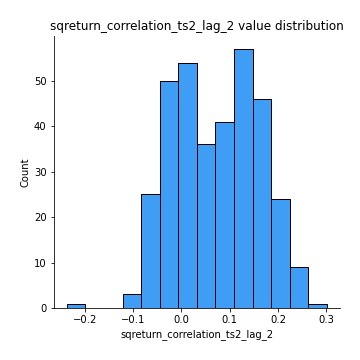 sqreturn_correlation_ts2_lag_2 value distribution
50
40
30
20
10
0
Count
−0.2 −0.1 0.0 0.1 0.2 0.3
sqreturn_correlation_ts2_lag_2